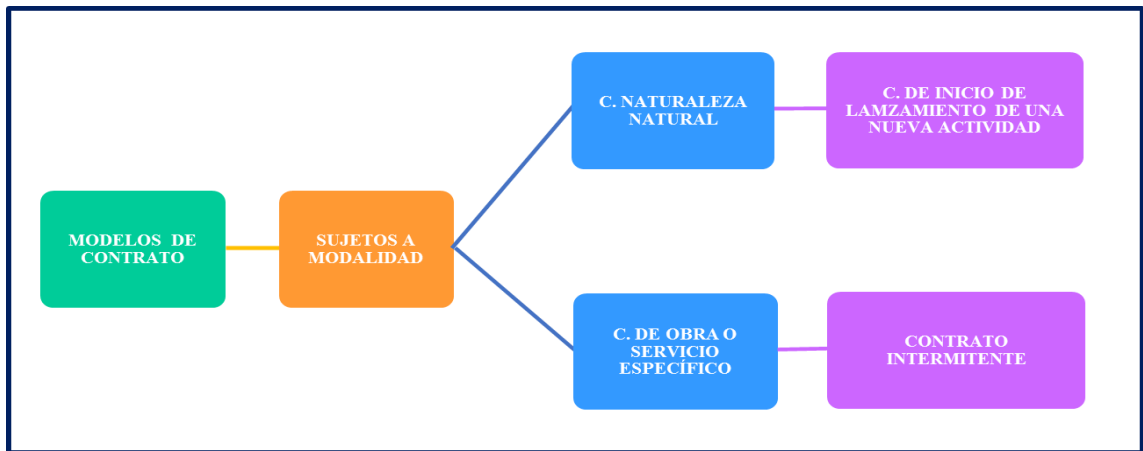 MODELOS DE
CONTRATO
SUJETOS A
MODALIDAD
C. NATURALEZA
NATURAL
C. DE INICIO DE
LAMZAMIENTO DE UNA
NUEVA ACTIVIDAD
C. DE OBRA O
SERVICIO
ESPECÍFICO
CONTRATO
INTERMITENTE